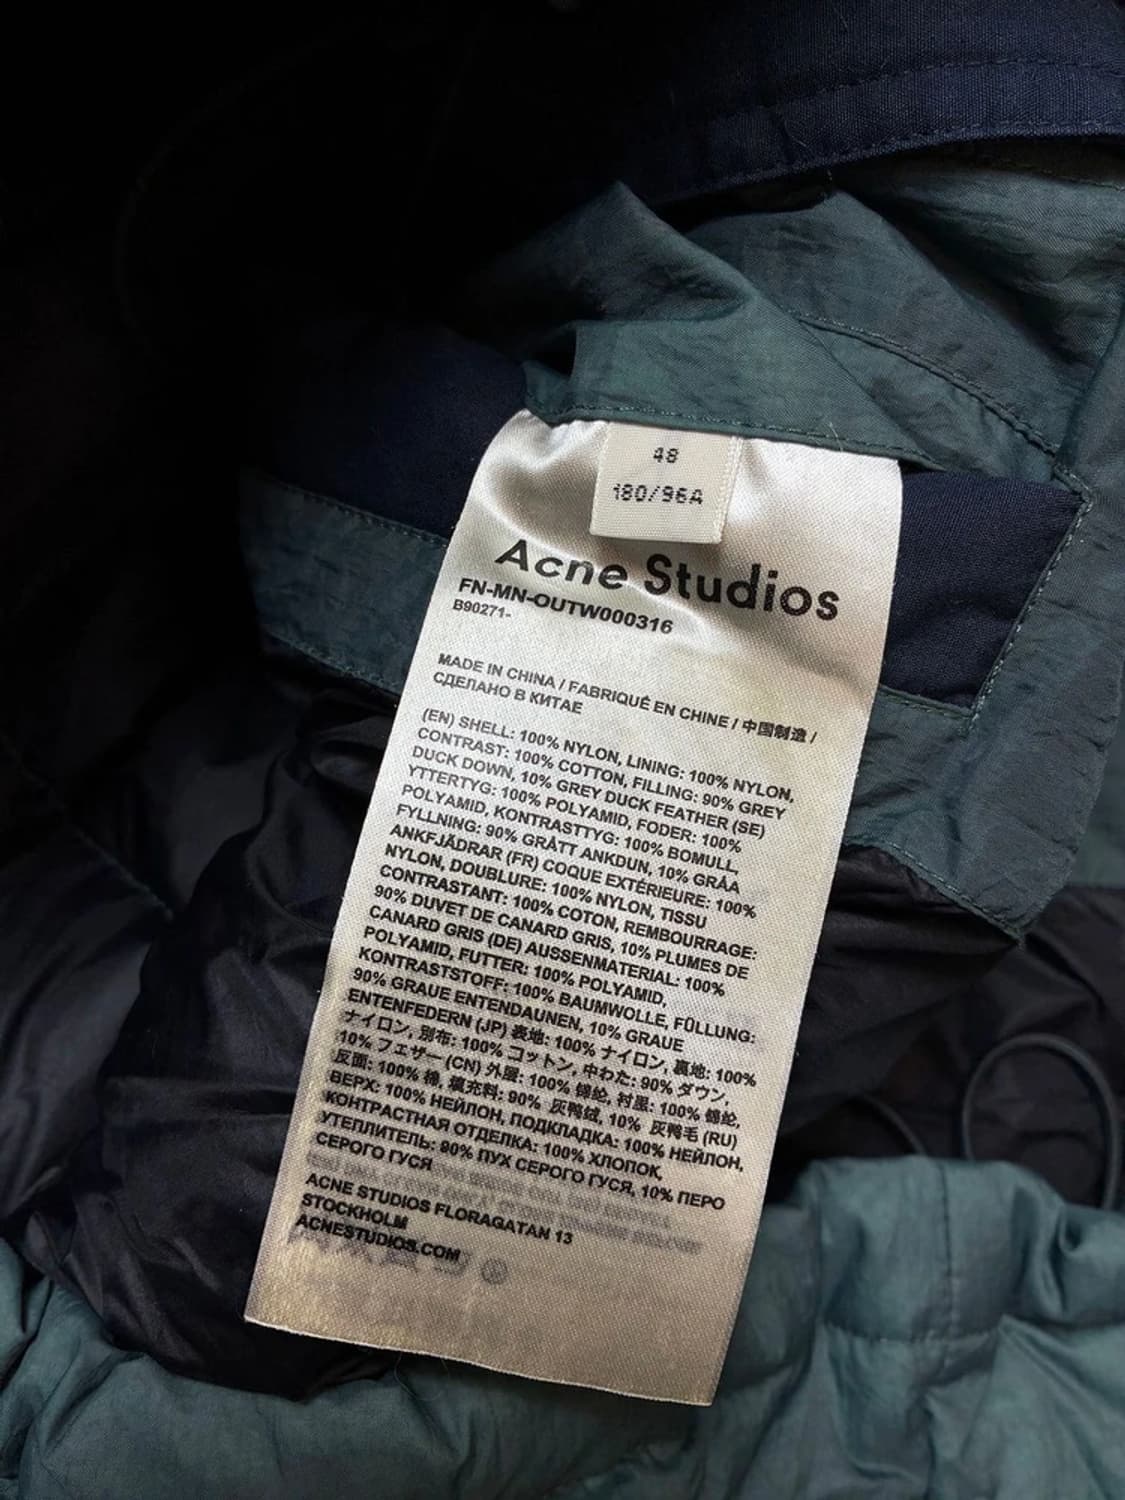 48
180/96A
Acne Studios
FN-MN-OUTW000316
B90271-
MADE IN CHINA / FABRIQUÉ EN CHINE / 中国制造 /
СДЕЛАНО В КИТАЕ
(EN) SHELL: 100% NYLON, LINING: 100% NYLON,
CONTRAST: 100% COTTON, FILLING: 90% GREY
DUCK DOWN, 10% GREY DUCK FEATHER (SE)
YTTERTYG: 100% POLYAMID, FODER: 100%
POLYAMID, KONTRASTTYG: 100% BOMULL,
FYLLNING: 90% GRÅTT ANKDUN, 10% GRÅA
ANKFJÄDRAR (FR) COQUE EXTÉRIEURE: 100%
NYLON, DOUBLURE: 100% NYLON, TISSU
CONTRASTANT: 100% COTON, REMBOURRAGE:
90% DUVET DE CANARD GRIS, 10% PLUMES DE
CANARD GRIS (DE) AUSSENMATERIAL: 100%
POLYAMID, FUTTER: 100% POLYAMID,
KONTRASTSTOFF: 100% BAUMWOLLE, FÜLLUNG:
90% GRAUE ENTENDAUNEN, 10% GRAUE
ENTENFEDERN (JP) 表地: 100% ナイロン, 裏地: 100%
ナイロン, 別布: 100% コットン, 中わた: 90% ダウン,
10% フェザー (CN) 外層: 100% 锦纶, 衬里: 100% 锦纶,
反面: 100% 棉, 填充料: 90% 灰鸭绒, 10% 灰鸭毛 (RU)
ВЕРХ: 100% НЕЙЛОН, ПОДКЛАДКА: 100% НЕЙЛОН,
КОНТРАСТНАЯ ОТДЕЛКА: 100% ХЛОПОК,
УТЕПЛИТЕЛЬ: 90% ПУХ СЕРОГО ГУСЯ, 10% ПЕРО
СЕРОГО ГУСЯ
ACNE STUDIOS FLORAGATAN 13
STOCKHOLM
ACNESTUDIOS.COM